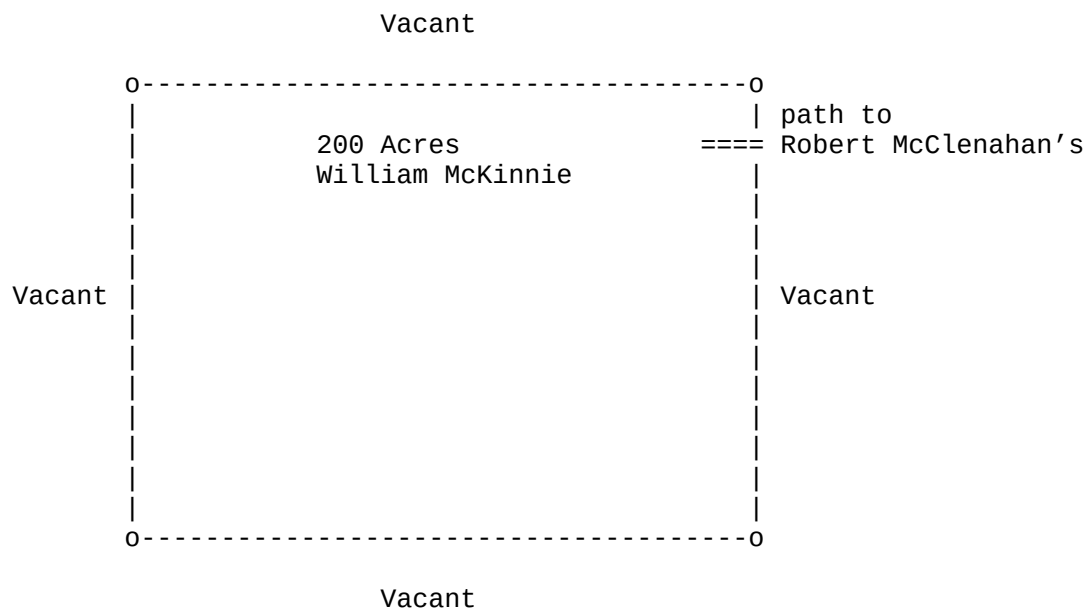 Vacant
path to
200 Acres ==== Robert McClenahan's
William McKinnie
Vacant Vacant
Vacant